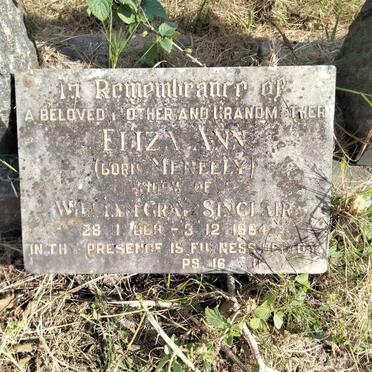 In Remembrance of
A BELOVED MOTHER AND GRANDMOTHER
ELIZA ANN
(BORN MENEELY)
WIDOW OF
WILLIAM GRAY SINCLAIR
28 1 - 3.12.1964
IN THY PRESENCE IS FULNESS OF JOY
PS. 16